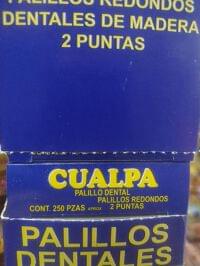 PALILLOS REDONDOS
DENTALES DE MADERA
2 PUNTAS
CUALPA
PALILLO DENTAL
PALILLOS REDONDOS
CONT. 250 PZAS APROX 2 PUNTAS
PALILLOS
DENTALES